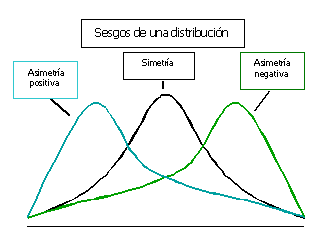 Sesgos de una distribución
Asimetría
positiva
Simetría
Asimetría
negativa